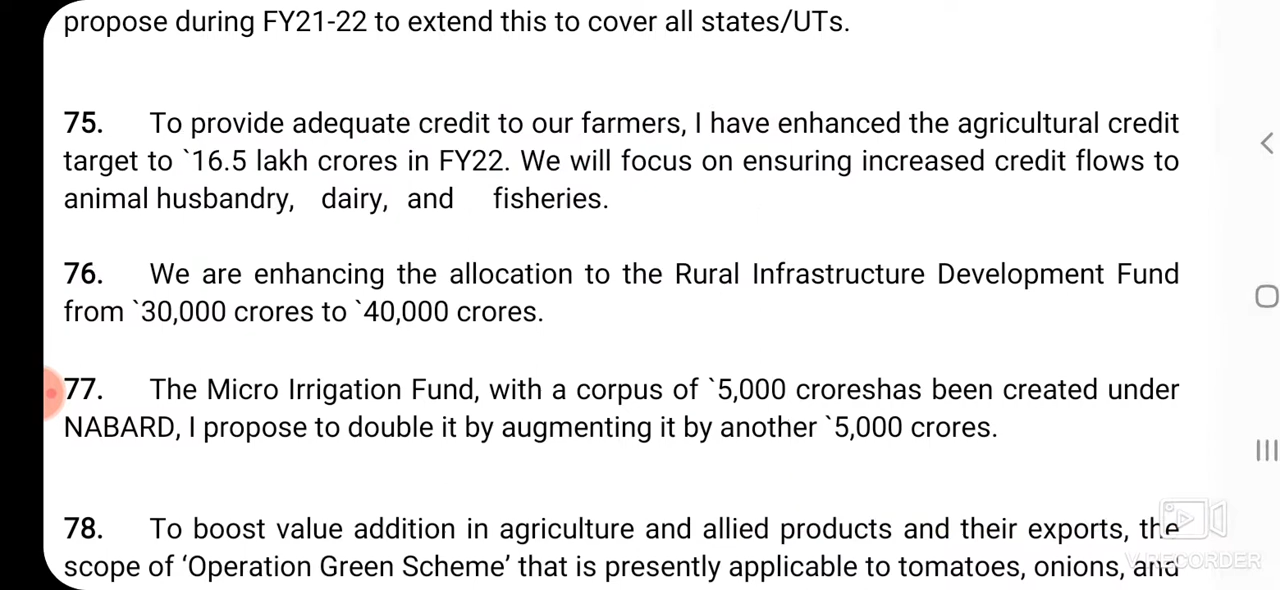 propose during FY21-22 to extend this to cover all states/UTs.
75. To provide adequate credit to our farmers, I have enhanced the agricultural credit
target to `16.5 lakh crores in FY22. We will focus on ensuring increased credit flows to
animal husbandry, dairy, and fisheries.
76. We are enhancing the allocation to the Rural Infrastructure Development Fund
from `30,000 crores to `40,000 crores.
77. The Micro Irrigation Fund, with a corpus of `5,000 croreshas been created under
NABARD, I propose to double it by augmenting it by another `5,000 crores.
78. To boost value addition in agriculture and allied products and their exports, the
scope of ‘Operation Green Scheme’ that is presently applicable to tomatoes, onions, and
V RECORDER